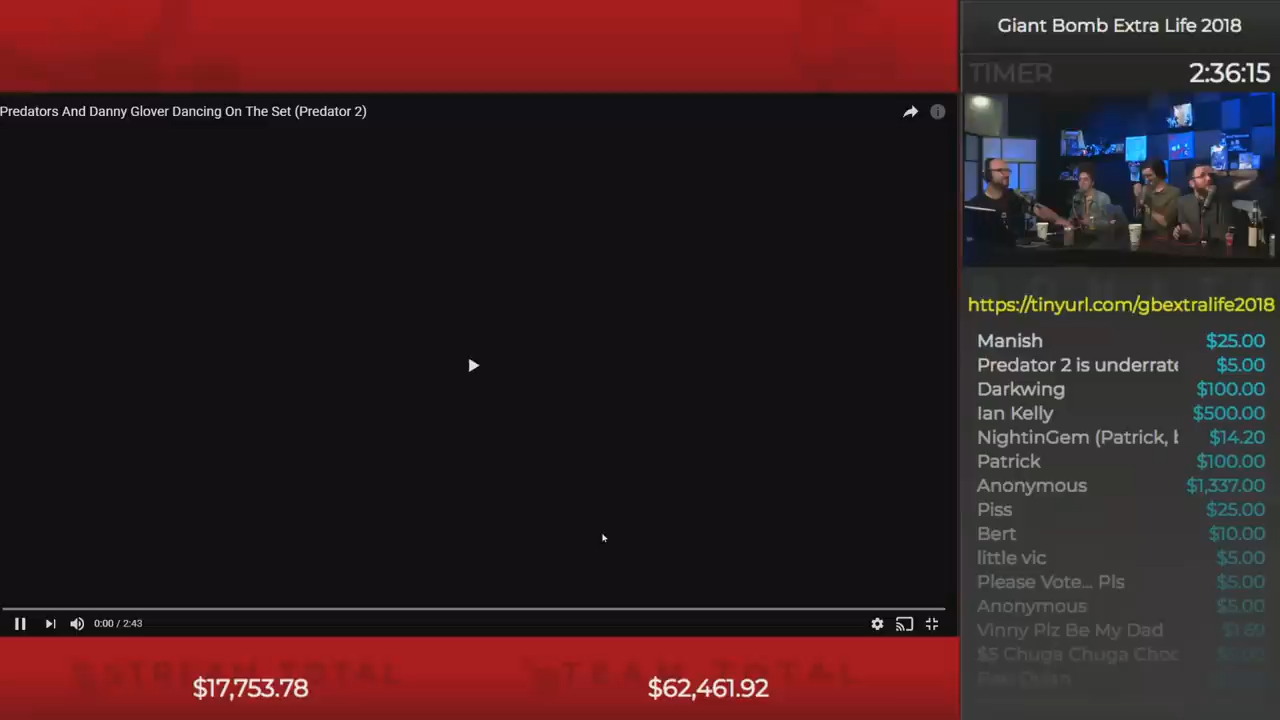 Giant Bomb Extra Life 2018
TIMER 2:36:15
Predators And Danny Glover Dancing On The Set (Predator 2)
https://tinyurl.com/gbextralife2018
Manish $25.00
Predator 2 is underrate $5.00
Darkwing $100.00
Ian Kelly $500.00
NightinGem (Patrick, b $14.20
Patrick $100.00
Anonymous $1,337.00
Piss $25.00
Bert $10.00
little vic $5.00
Please Vote... Pls $5.00
Anonymous $5.00
Vinny Plz Be My Dad
$5 Chuga Chuga Choc
0:00 / 2:43
STREAM TOTAL
TEAM TOTAL
$17,753.78
$62,461.92